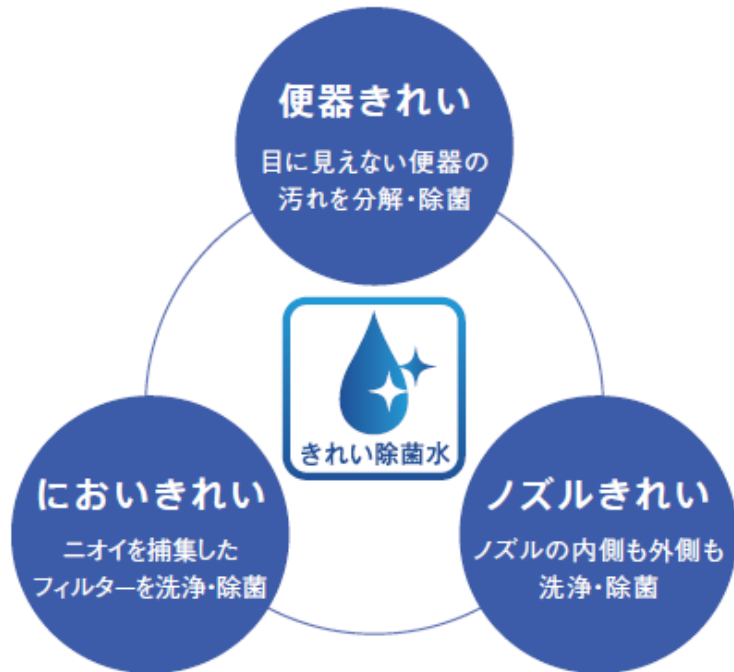 便器きれい
目に見えない便器の
汚れを分解・除菌
きれい除菌水
においきれい
ニオイを捕集した
フィルターを洗浄・除菌
ノズルきれい
ノズルの内側も外側も
洗浄・除菌